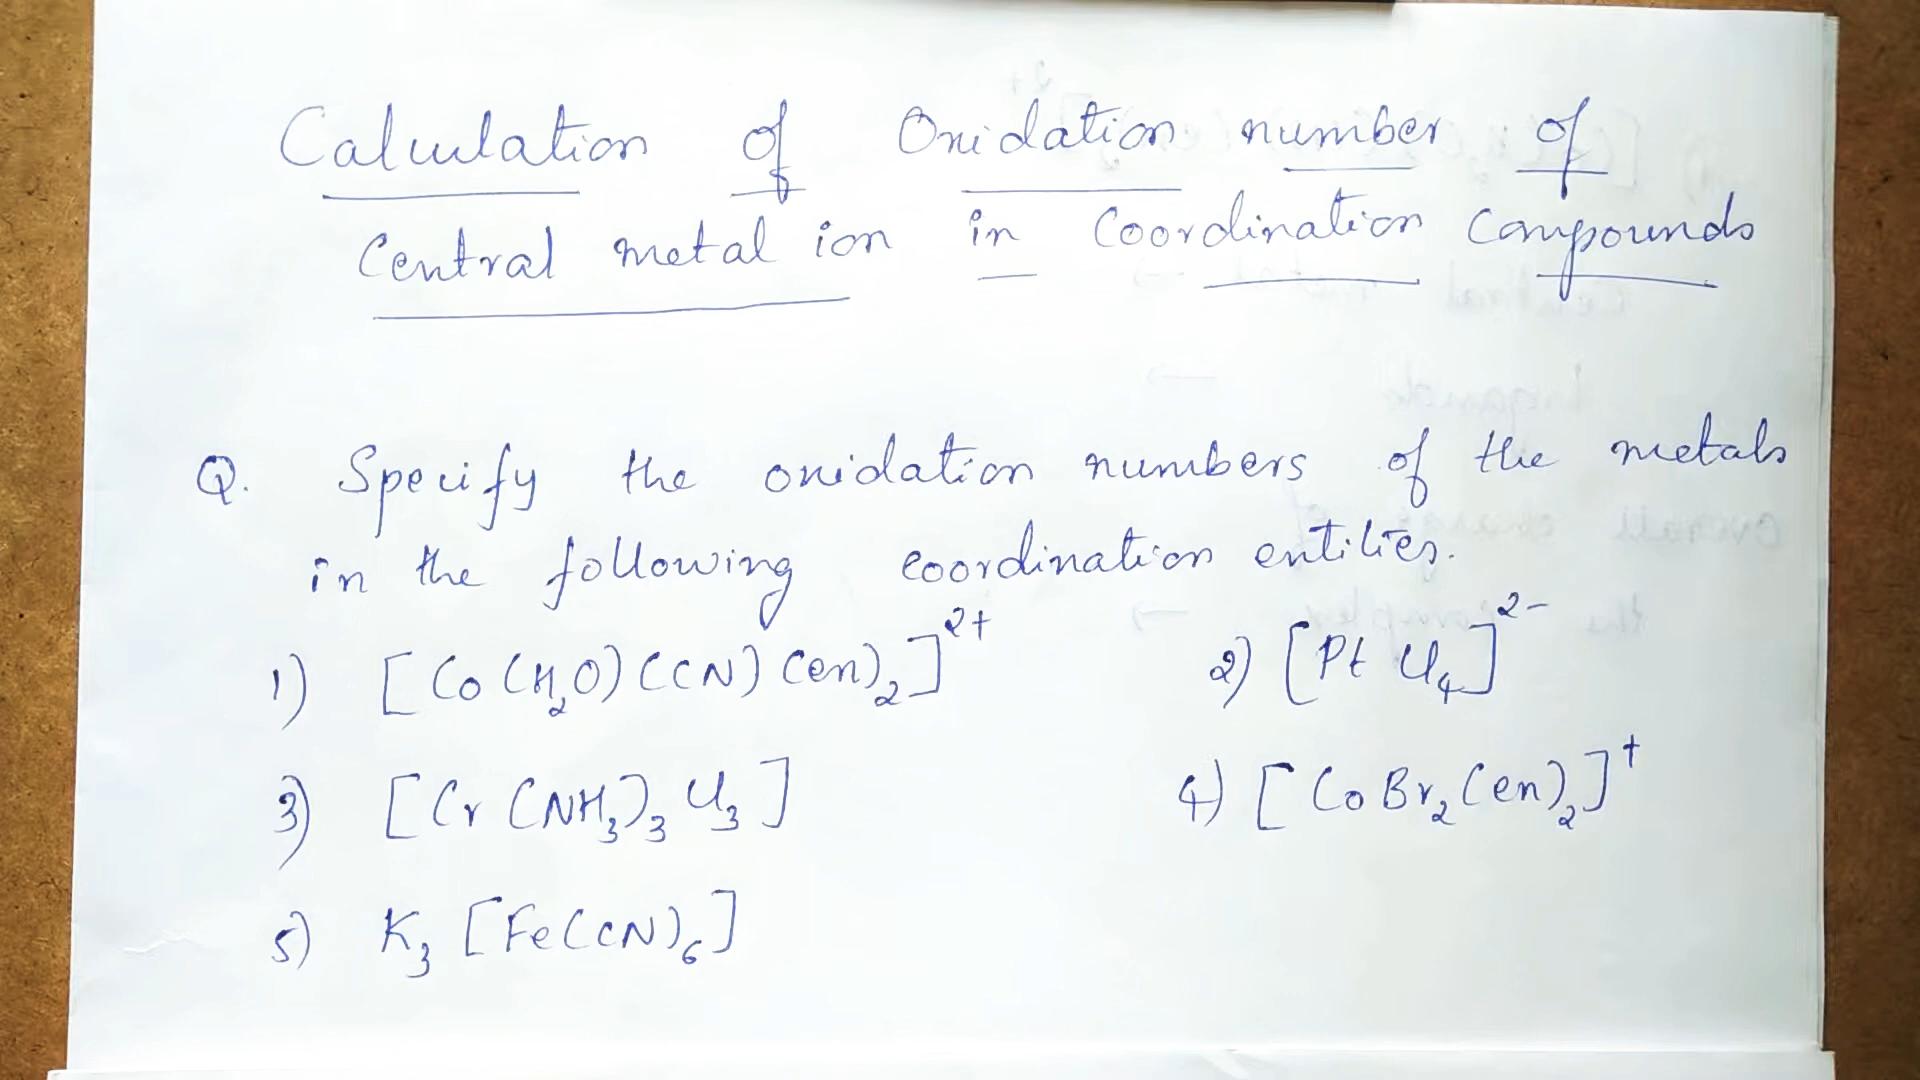 Calculation of Oxidation number of
Central metal ion in Coordination Compounds
Q. Specify the oxidation numbers of the metals
in the following coordination entities.
1) [Co(H₂O)(CN)(en)₂]²⁺ 2) [PtCl₄]²⁻
3) [Cr(NH₃)₃Cl₃] 4) [CoBr₂(en)₂]⁺
5) K₃[Fe(CN)₆]